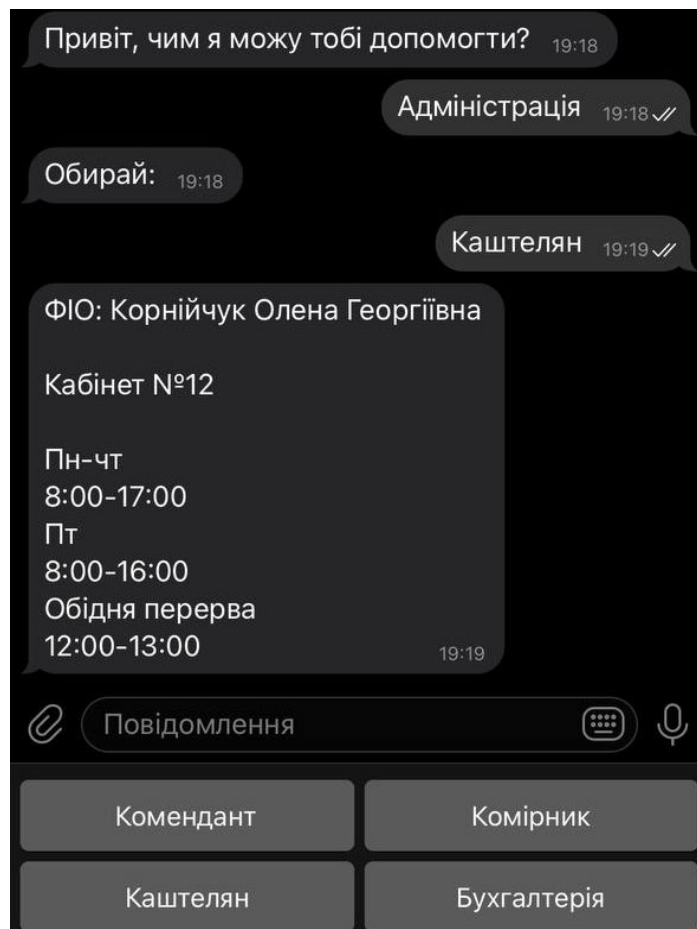 Привіт, чим я можу тобі допомогти? 19:18
Адміністрація 19:18
Обирай: 19:18
Каштелян 19:19
ФІО: Корнійчук Олена Георгіївна
Кабінет №12
Пн-чт
8:00-17:00
Пт
8:00-16:00
Обідня перерва
12:00-13:00 19:19
Повідомлення
Комендант Комірник
Каштелян Бухгалтерія